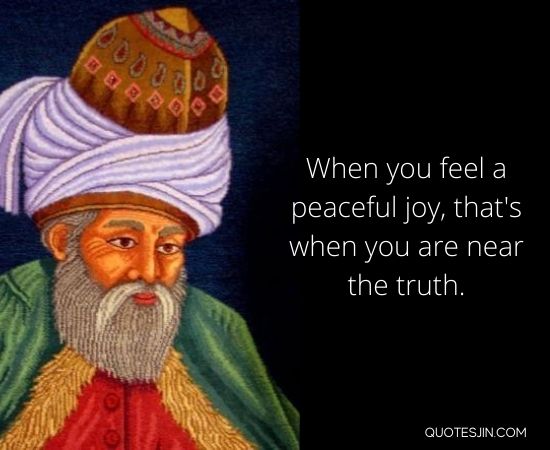 When you feel a
peaceful joy, that's
when you are near
the truth.
QUOTESJIN.COM